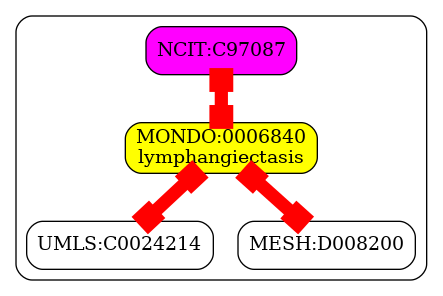 NCIT:C97087
MONDO:0006840
lymphangiectasis
UMLS:C0024214
MESH:D008200